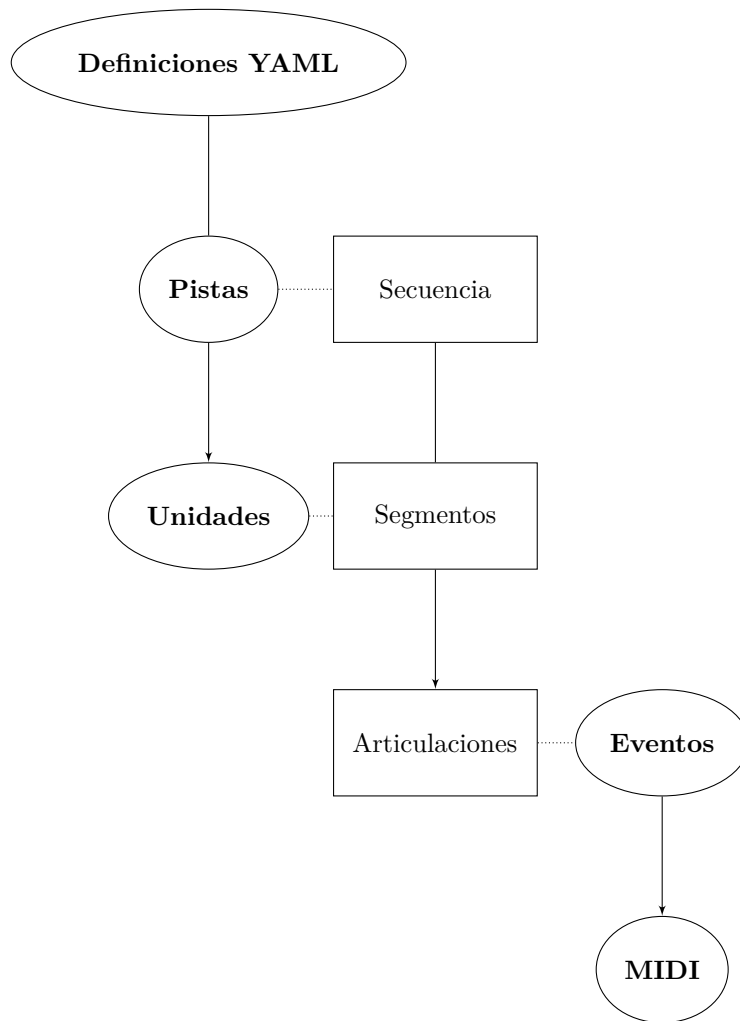 Definiciones YAML
Pistas
Secuencia
Unidades
Segmentos
Articulaciones
Eventos
MIDI